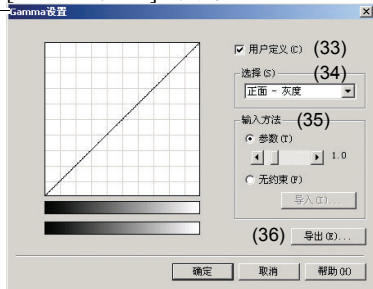 Gamma设置
用户定义(C) (33)
选择(S) (34)
正面 - 灰度
输入方法 (35)
参数(T)
1.0
无约束(F)
导入(I)...
(36) 导出(E)...
确定 取消 帮助(H)